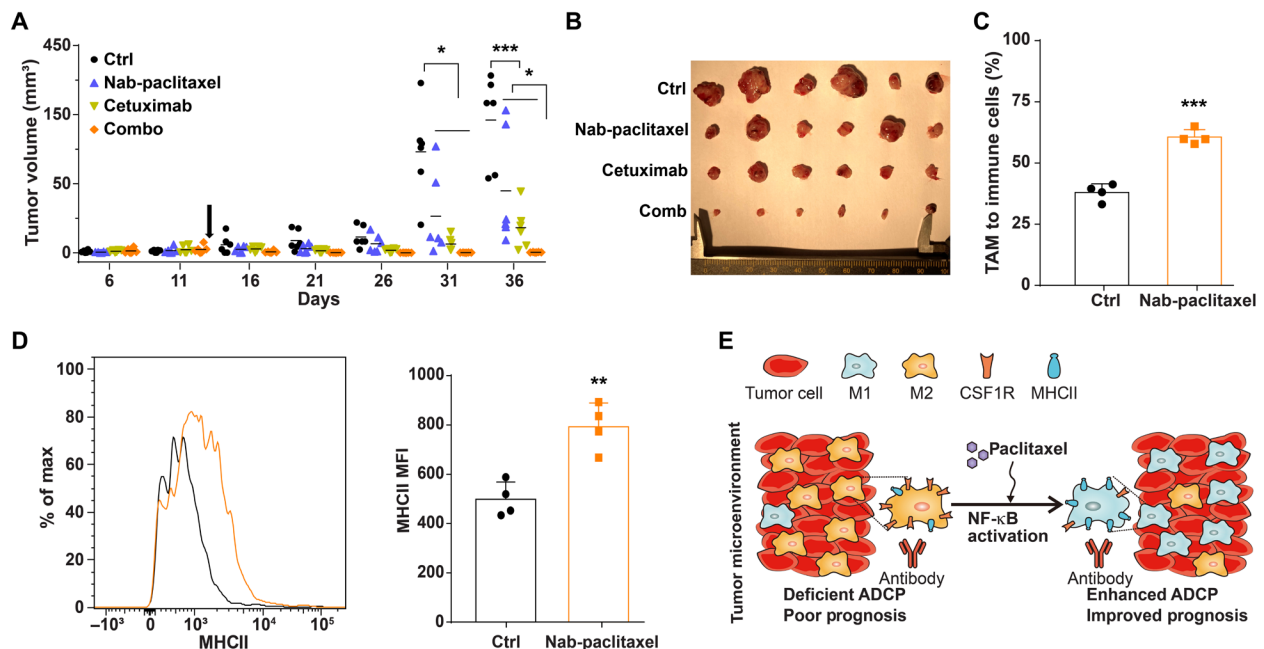 A
Tumor volume (mm³)
450
150
50
0
Ctrl
Nab-paclitaxel
Cetuximab
Combo
*
***
*
6 11 16 21 26 31 36
Days
B
Ctrl
Nab-paclitaxel
Cetuximab
Comb
C
TAM to immune cells (%)
100
75
50
25
0
***
Ctrl Nab-paclitaxel
D
% of max
100
80
60
40
20
0
–10³ 0 10³ 10⁴ 10⁵
MHCII
MHCII MFI
1000
800
600
400
200
0
**
Ctrl Nab-paclitaxel
E
Tumor cell M1 M2 CSF1R MHCII
Tumor microenvironment
Paclitaxel
NF-κB
activation
Antibody
Antibody
Deficient ADCP
Poor prognosis
Enhanced ADCP
Improved prognosis